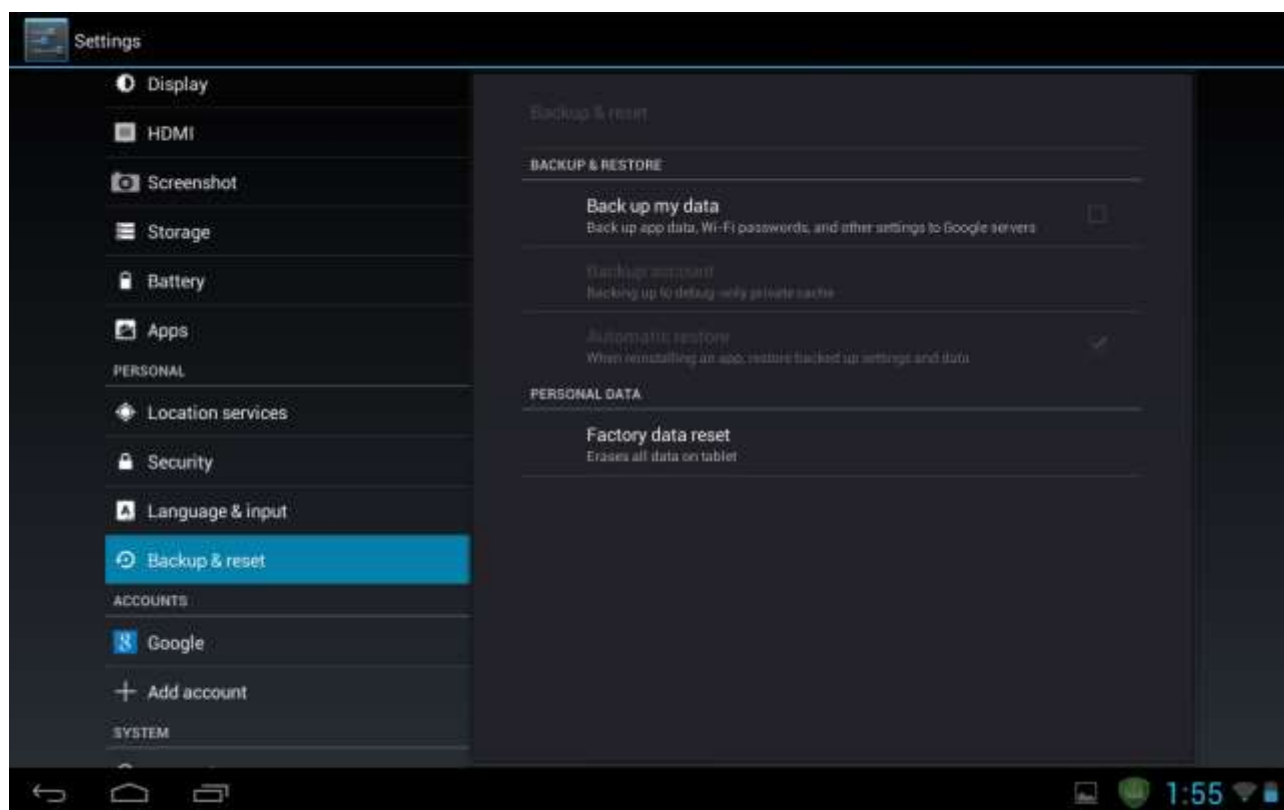 Settings
Display
HDMI
Screenshot
Storage
Battery
Apps
PERSONAL
Location services
Security
Language & input
Backup & reset
ACCOUNTS
Google
Add account
SYSTEM
Backup & reset
BACKUP & RESTORE
Back up my data
Back up app data, Wi-Fi passwords, and other settings to Google servers
Backup account
Backing up to debug-only private cache
Automatic restore
When reinstalling an app, restore backed up settings and data
PERSONAL DATA
Factory data reset
Erases all data on tablet
1:55